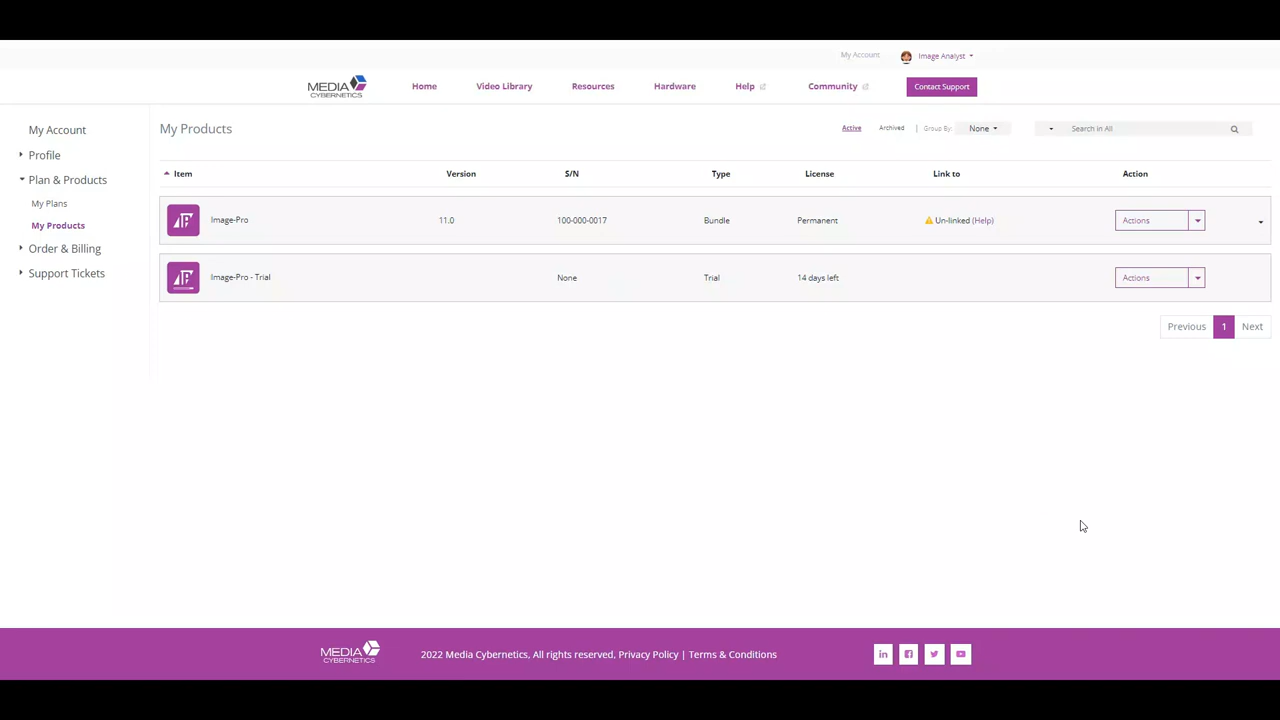 My Account
Image Analyst
MEDIA
CYBERNETICS
Home
Video Library
Resources
Hardware
Help
Community
Contact Support
My Account
Profile
Plan & Products
My Plans
My Products
Order & Billing
Support Tickets
My Products
Active
Archived
| Group By:
None
Search in All
Item
Version
S/N
Type
License
Link to
Action
Image-Pro
11.0
100-000-0017
Bundle
Permanent
Un-linked (Help)
Actions
Image-Pro - Trial
None
Trial
14 days left
Actions
Previous
1
Next
MEDIA
CYBERNETICS
2022 Media Cybernetics, All rights reserved, Privacy Policy | Terms & Conditions